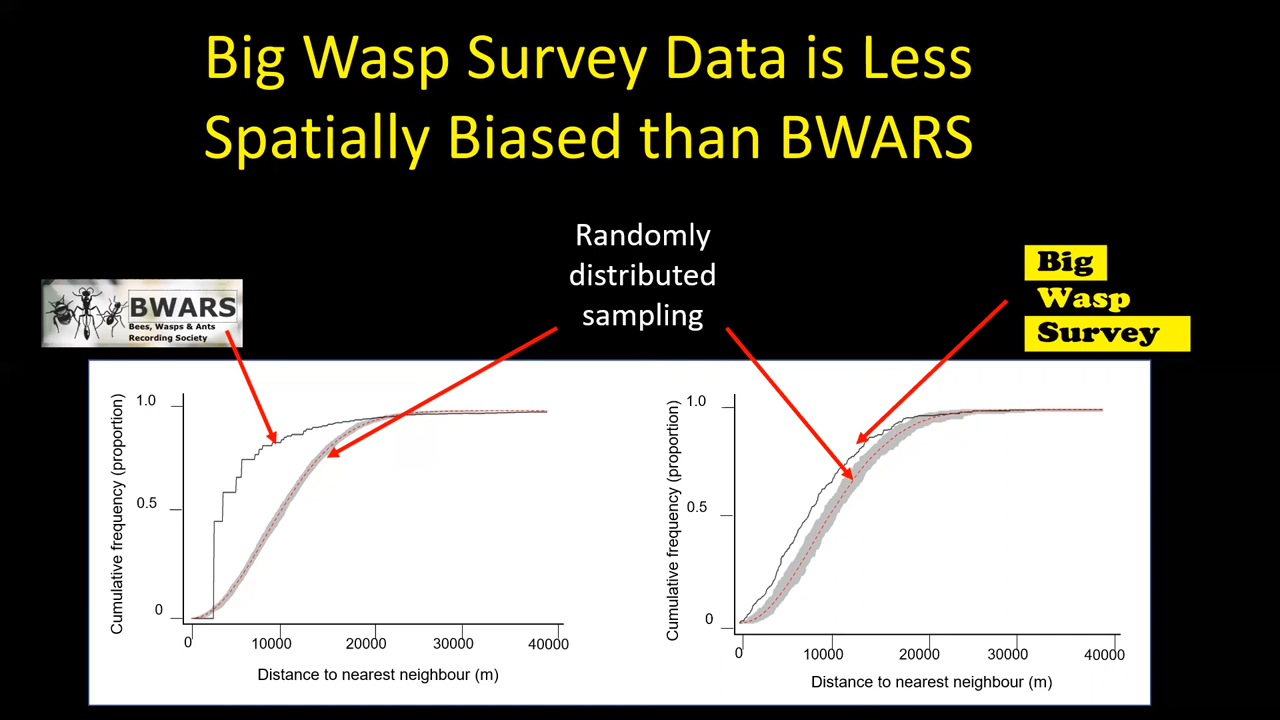 Big Wasp Survey Data is Less
Spatially Biased than BWARS
Randomly
distributed
sampling
BWARS
Bees, Wasps & Ants
Recording Society
Big
Wasp
Survey
Cumulative frequency (proportion)
1.0
0.5
0
0
10000
20000
30000
40000
Distance to nearest neighbour (m)
Cumulative frequency (proportion)
1.0
0.5
0
0
10000
20000
30000
40000
Distance to nearest neighbour (m)